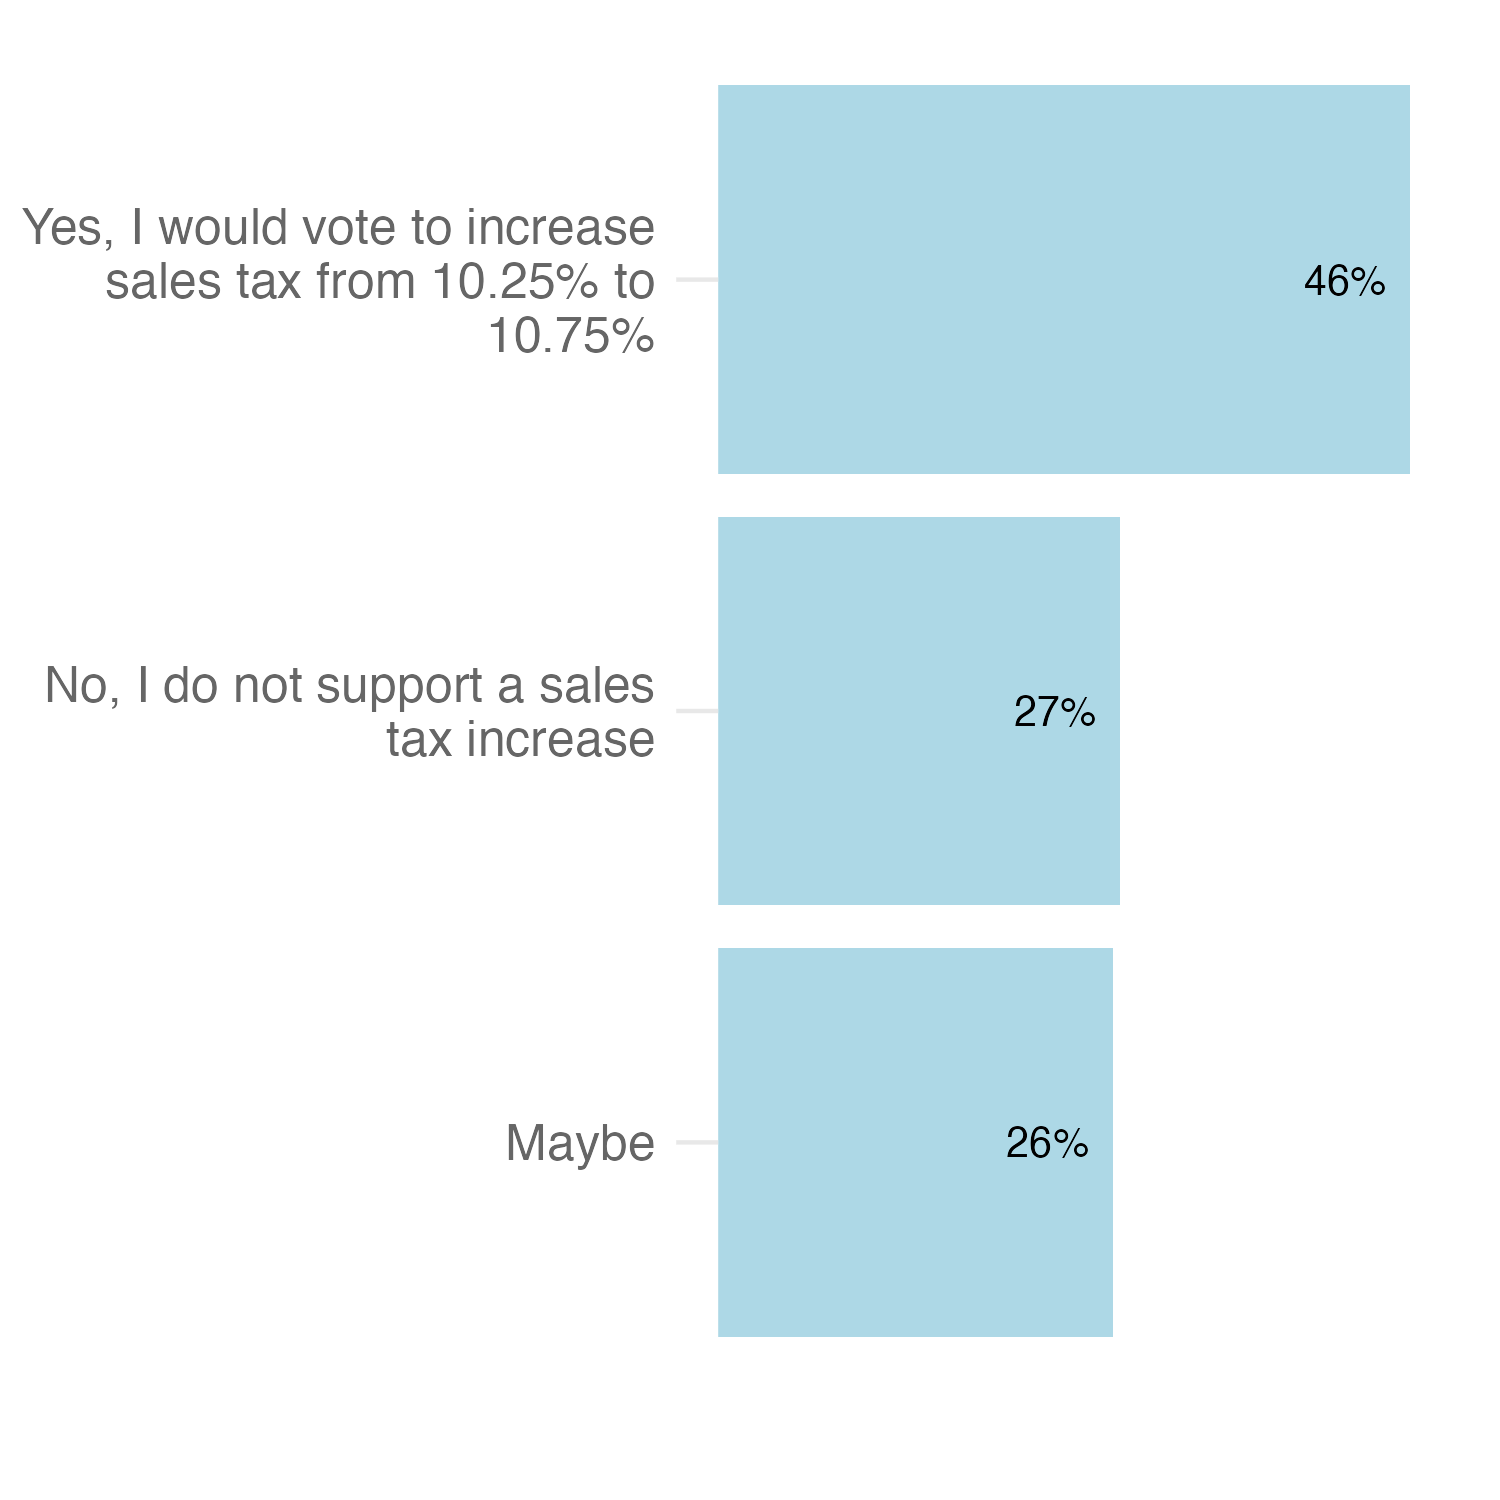 Yes, I would vote to increase
sales tax from 10.25% to
10.75%
46%
No, I do not support a sales
tax increase
27%
Maybe
26%